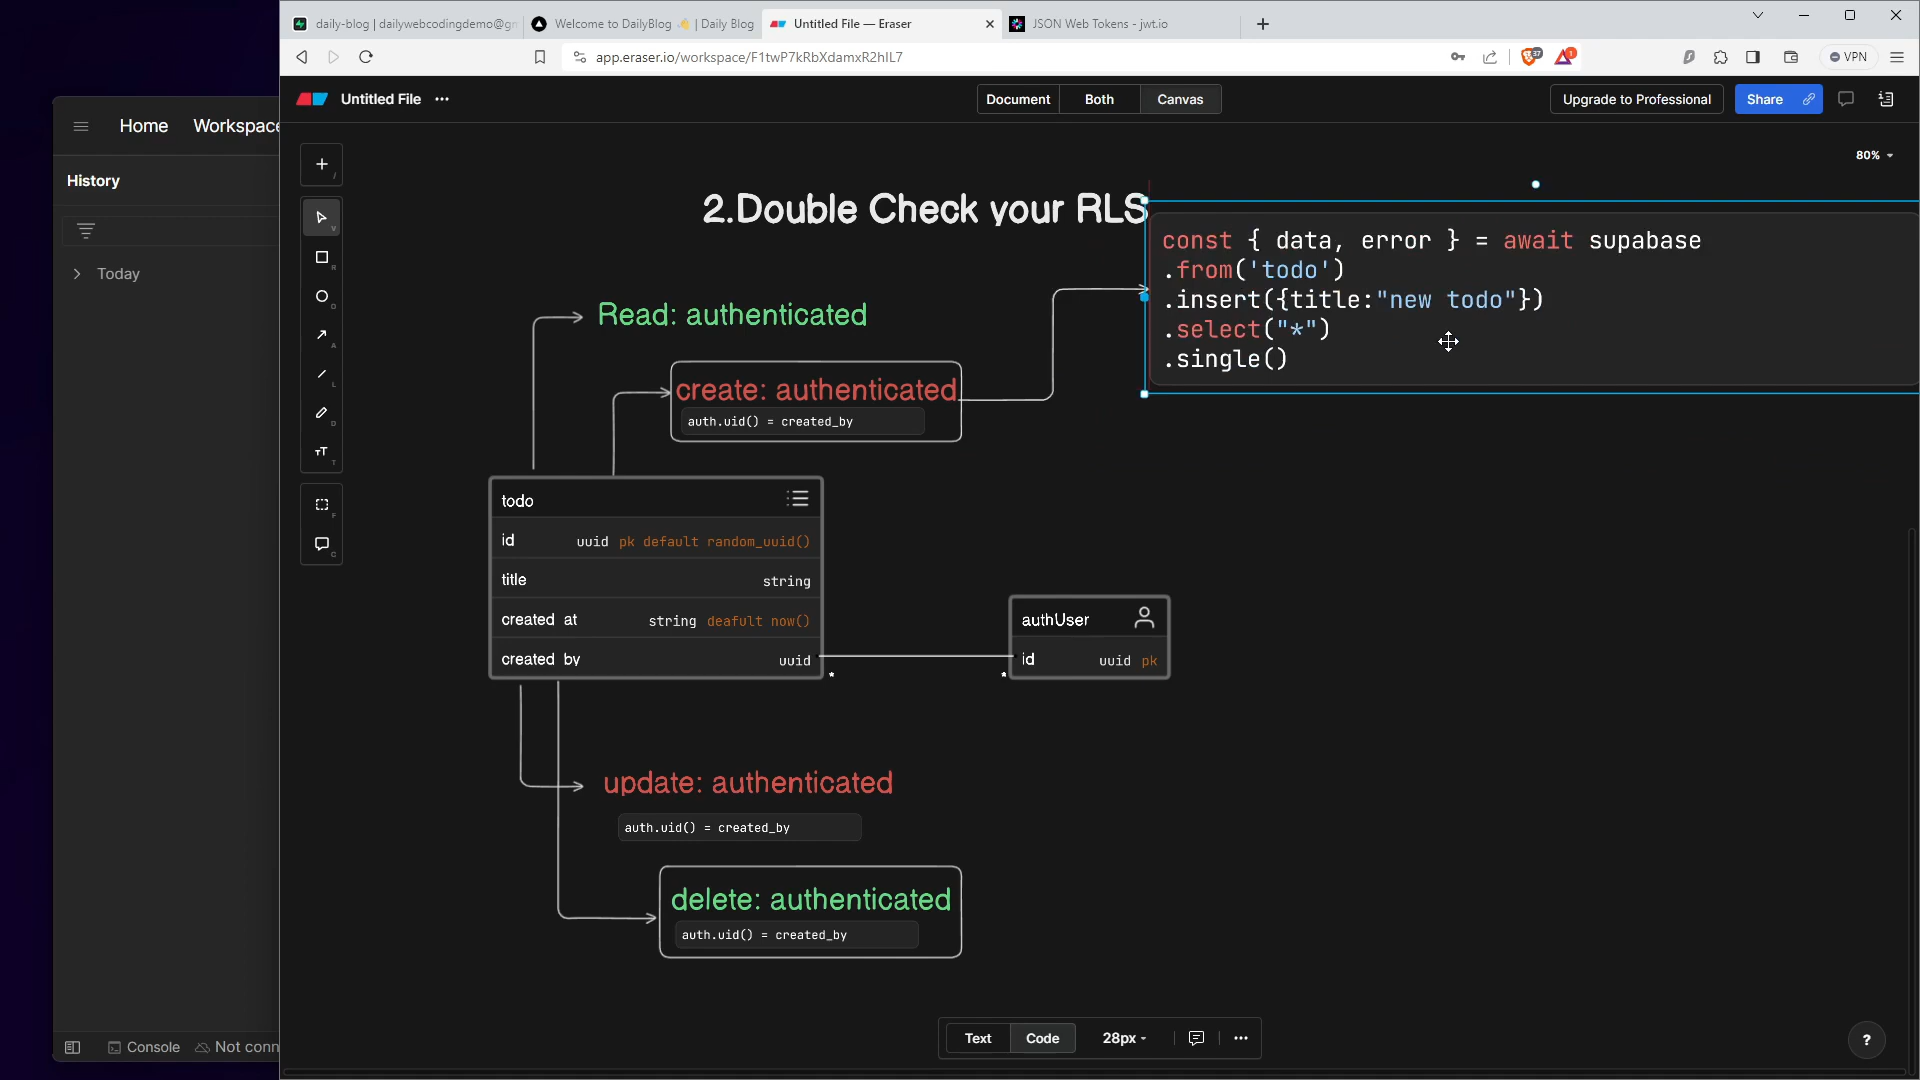 daily-blog | dailywebcodingdemo@gm
Welcome to DailyBlog 👋 | Daily Blog
Untitled File — Eraser
JSON Web Tokens - jwt.io
app.eraser.io/workspace/F1twP7kRbXdamxR2hIL7
37
1
VPN
Untitled File
Document
Both
Canvas
Upgrade to Professional
Share
Home
Workspace
History
Today
80%
2.Double Check your RLS
const { data, error } = await supabase
.from('todo')
.insert({title:"new todo"})
.select("*")
.single()
Read: authenticated
create: authenticated
auth.uid() = created_by
todo
id uuid pk default random_uuid()
title string
created at string deafult now()
created by uuid
*
*
authUser
id uuid pk
update: authenticated
auth.uid() = created_by
delete: authenticated
auth.uid() = created_by
Console
Not conn
Text
Code
28px
?